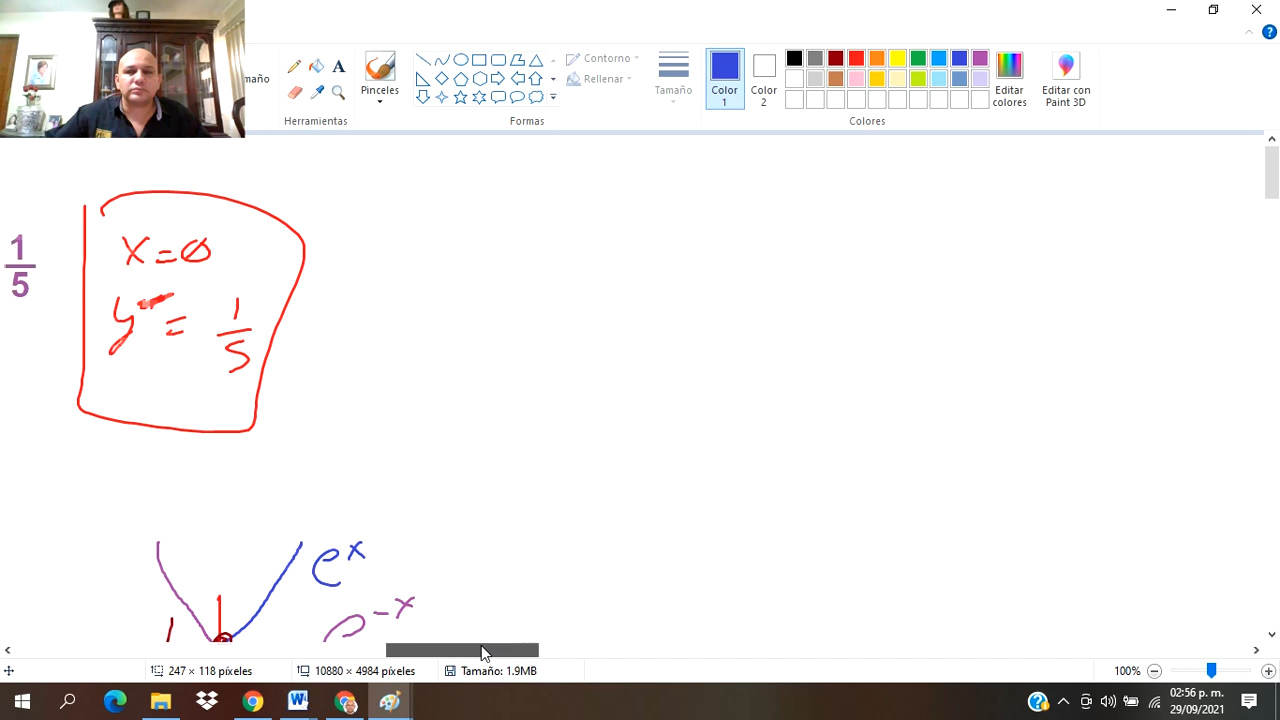 maño
Herramientas
Pinceles
Contorno
Rellenar
Formas
Tamaño
Color 1
Color 2
Editar colores
Editar con Paint 3D
Colores
1
5
x = 0
y = 1
5
e^x
e^-x
247 × 118 píxeles
10880 × 4984 píxeles
Tamaño: 1.9MB
100%
02:56 p. m.
29/09/2021